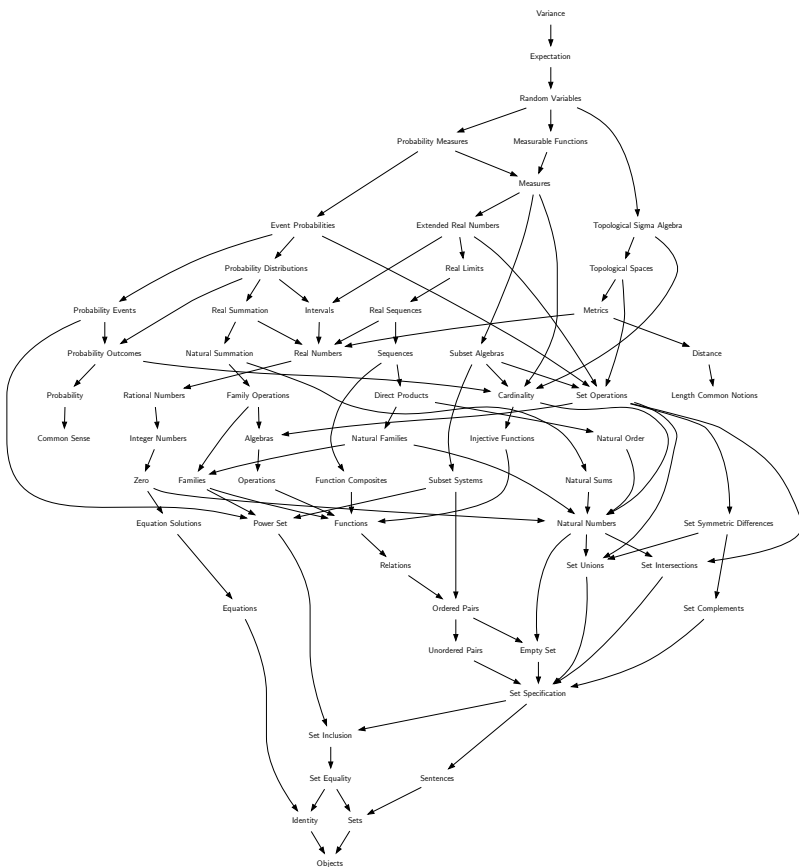 Variance
Expectation
Random Variables
Probability Measures
Measurable Functions
Measures
Event Probabilities
Extended Real Numbers
Topological Sigma Algebra
Probability Distributions
Real Limits
Topological Spaces
Probability Events
Real Summation
Intervals
Real Sequences
Metrics
Probability Outcomes
Natural Summation
Real Numbers
Sequences
Subset Algebras
Distance
Probability
Rational Numbers
Family Operations
Direct Products
Cardinality
Set Operations
Length Common Notions
Common Sense
Integer Numbers
Algebras
Natural Families
Injective Functions
Natural Order
Zero
Families
Operations
Function Composites
Subset Systems
Natural Sums
Equation Solutions
Power Set
Functions
Natural Numbers
Set Symmetric Differences
Relations
Set Unions
Set Intersections
Equations
Ordered Pairs
Set Complements
Unordered Pairs
Empty Set
Set Specification
Set Inclusion
Set Equality
Sentences
Identity
Sets
Objects